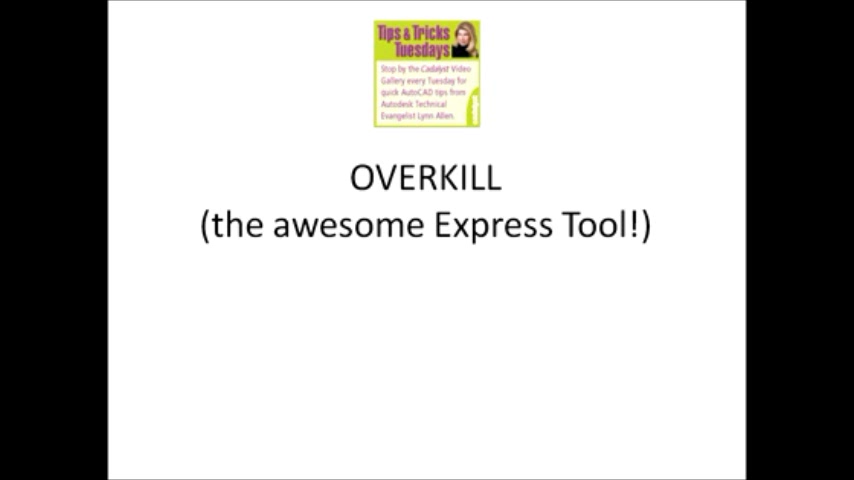 Tips & Tricks
Tuesdays
Stop by the Cadalyst Video
Gallery every Tuesday for
quick AutoCAD tips from
Autodesk Technical
Evangelist Lynn Allen.
OVERKILL
(the awesome Express Tool!)